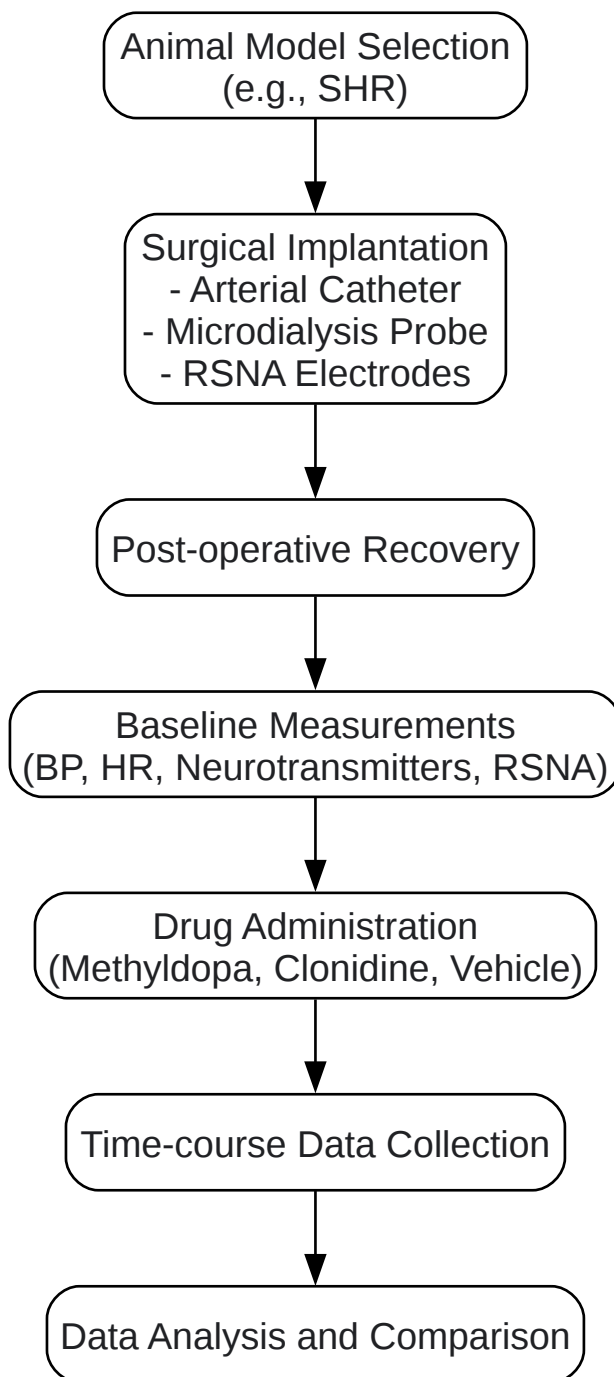 Animal Model Selection
(e.g., SHR)
Surgical Implantation
- Arterial Catheter
- Microdialysis Probe
- RSNA Electrodes
Post-operative Recovery
Baseline Measurements
(BP, HR, Neurotransmitters, RSNA)
Drug Administration
(Methyldopa, Clonidine, Vehicle)
Time-course Data Collection
Data Analysis and Comparison